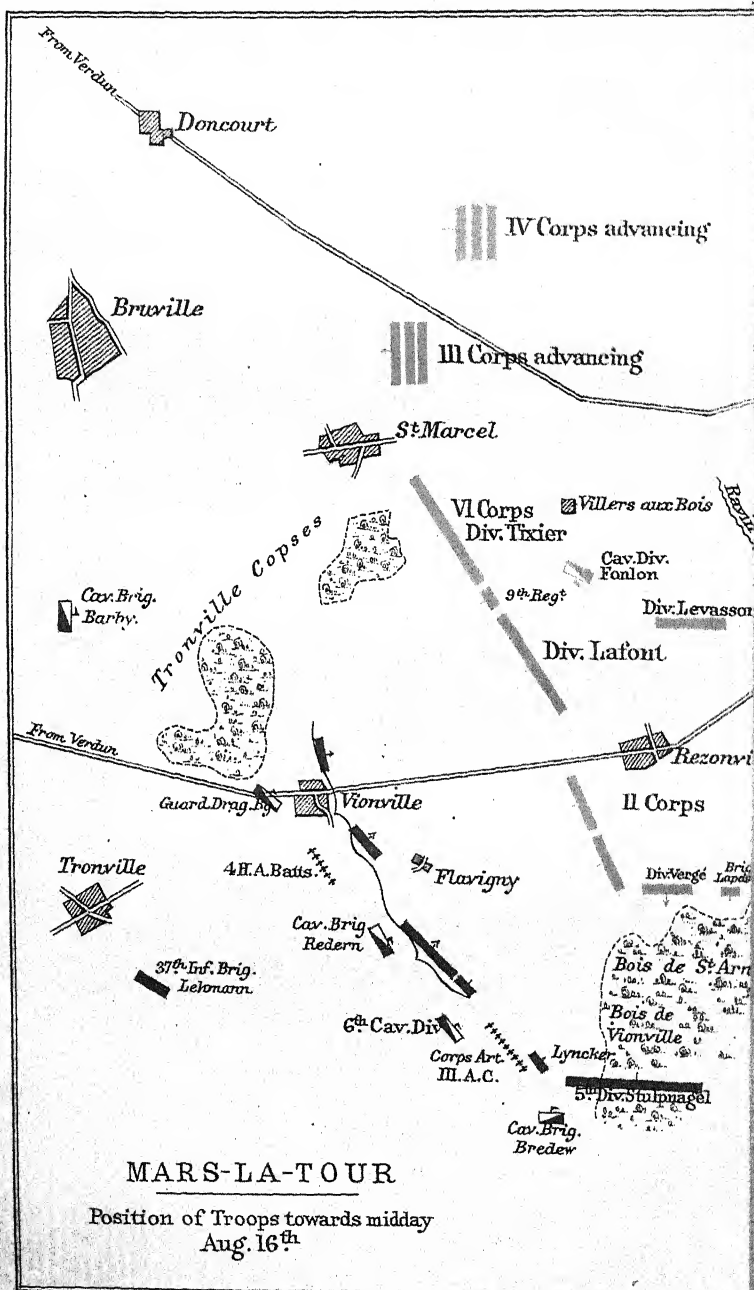 From Verdun
Doncourt
IV Corps advancing
Bruville
III Corps advancing
St. Marcel
Ravin
VI Corps
Div. Tixier
Villers aux Bois
Tronville Copses
Cav. Div.
Fonlon
9th Regt.
Cav. Brig.
Barby.
Div. Levasson
Div. Lafont
From Verdun
Rezonvi
Guard. Drag. Bg.
Vionville
II Corps
4 H.A. Batts.
Flavigny
Tronville
Div. Vergé
Brig
Lapas
Cav. Brig
Redern
37th Inf. Brig.
Lehmann
Bois de St. Arn
Bois de
Vionville
6th Cav. Div
Corps Art.
III. A.C.
Lyncker
5th Div. Stulpnagel
Cav. Brig.
Bredew
MARS-LA-TOUR
Position of Troops towards midday
Aug. 16th.